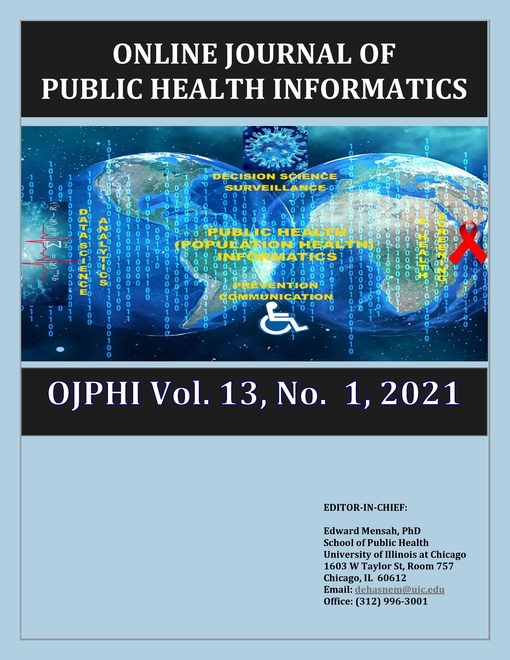 ONLINE JOURNAL OF
PUBLIC HEALTH INFORMATICS
DECISION SCIENCE
SURVEILLANCE
DATA SCIENCE
ANALYTICS
PUBLIC HEALTH
(POPULATION HEALTH)
INFORMATICS
PREVENTION
COMMUNICATION
SCREENING
OJPHI Vol. 13, No. 1, 2021
EDITOR-IN-CHIEF:
Edward Mensah, PhD
School of Public Health
University of Illinois at Chicago
1603 W Taylor St, Room 757
Chicago, IL 60612
Email: dehasnem@uic.edu
Office: (312) 996-3001